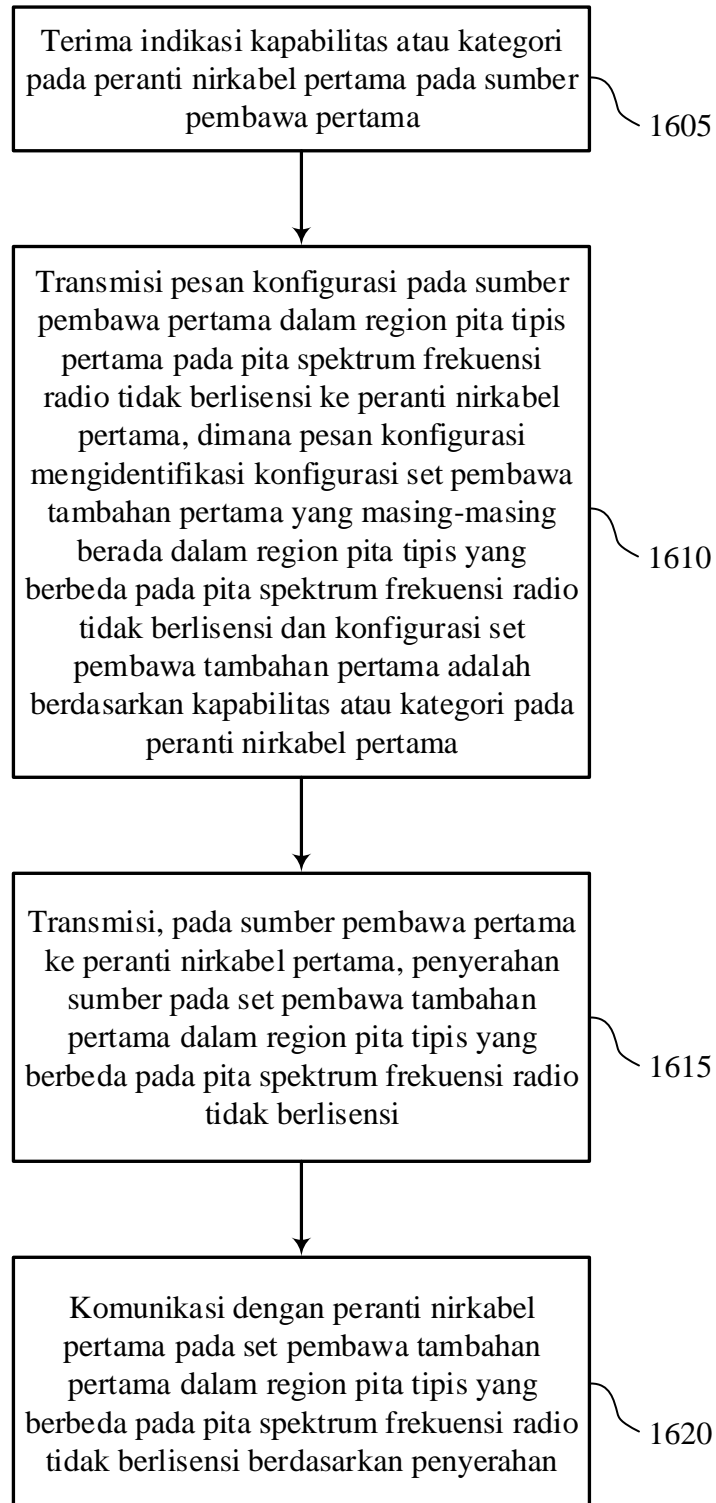 Terima indikasi kapabilitas atau kategori
pada peranti nirkabel pertama pada sumber
pembawa pertama
1605
Transmisi pesan konfigurasi pada sumber
pembawa pertama dalam region pita tipis
pertama pada pita spektrum frekuensi
radio tidak berlisensi ke peranti nirkabel
pertama, dimana pesan konfigurasi
mengidentifikasi konfigurasi set pembawa
tambahan pertama yang masing-masing
berada dalam region pita tipis yang
berbeda pada pita spektrum frekuensi radio
tidak berlisensi dan konfigurasi set
pembawa tambahan pertama adalah
berdasarkan kapabilitas atau kategori pada
peranti nirkabel pertama
1610
Transmisi, pada sumber pembawa pertama
ke peranti nirkabel pertama, penyerahan
sumber pada set pembawa tambahan
pertama dalam region pita tipis yang
berbeda pada pita spektrum frekuensi radio
tidak berlisensi
1615
Komunikasi dengan peranti nirkabel
pertama pada set pembawa tambahan
pertama dalam region pita tipis yang
berbeda pada pita spektrum frekuensi radio
tidak berlisensi berdasarkan penyerahan
1620